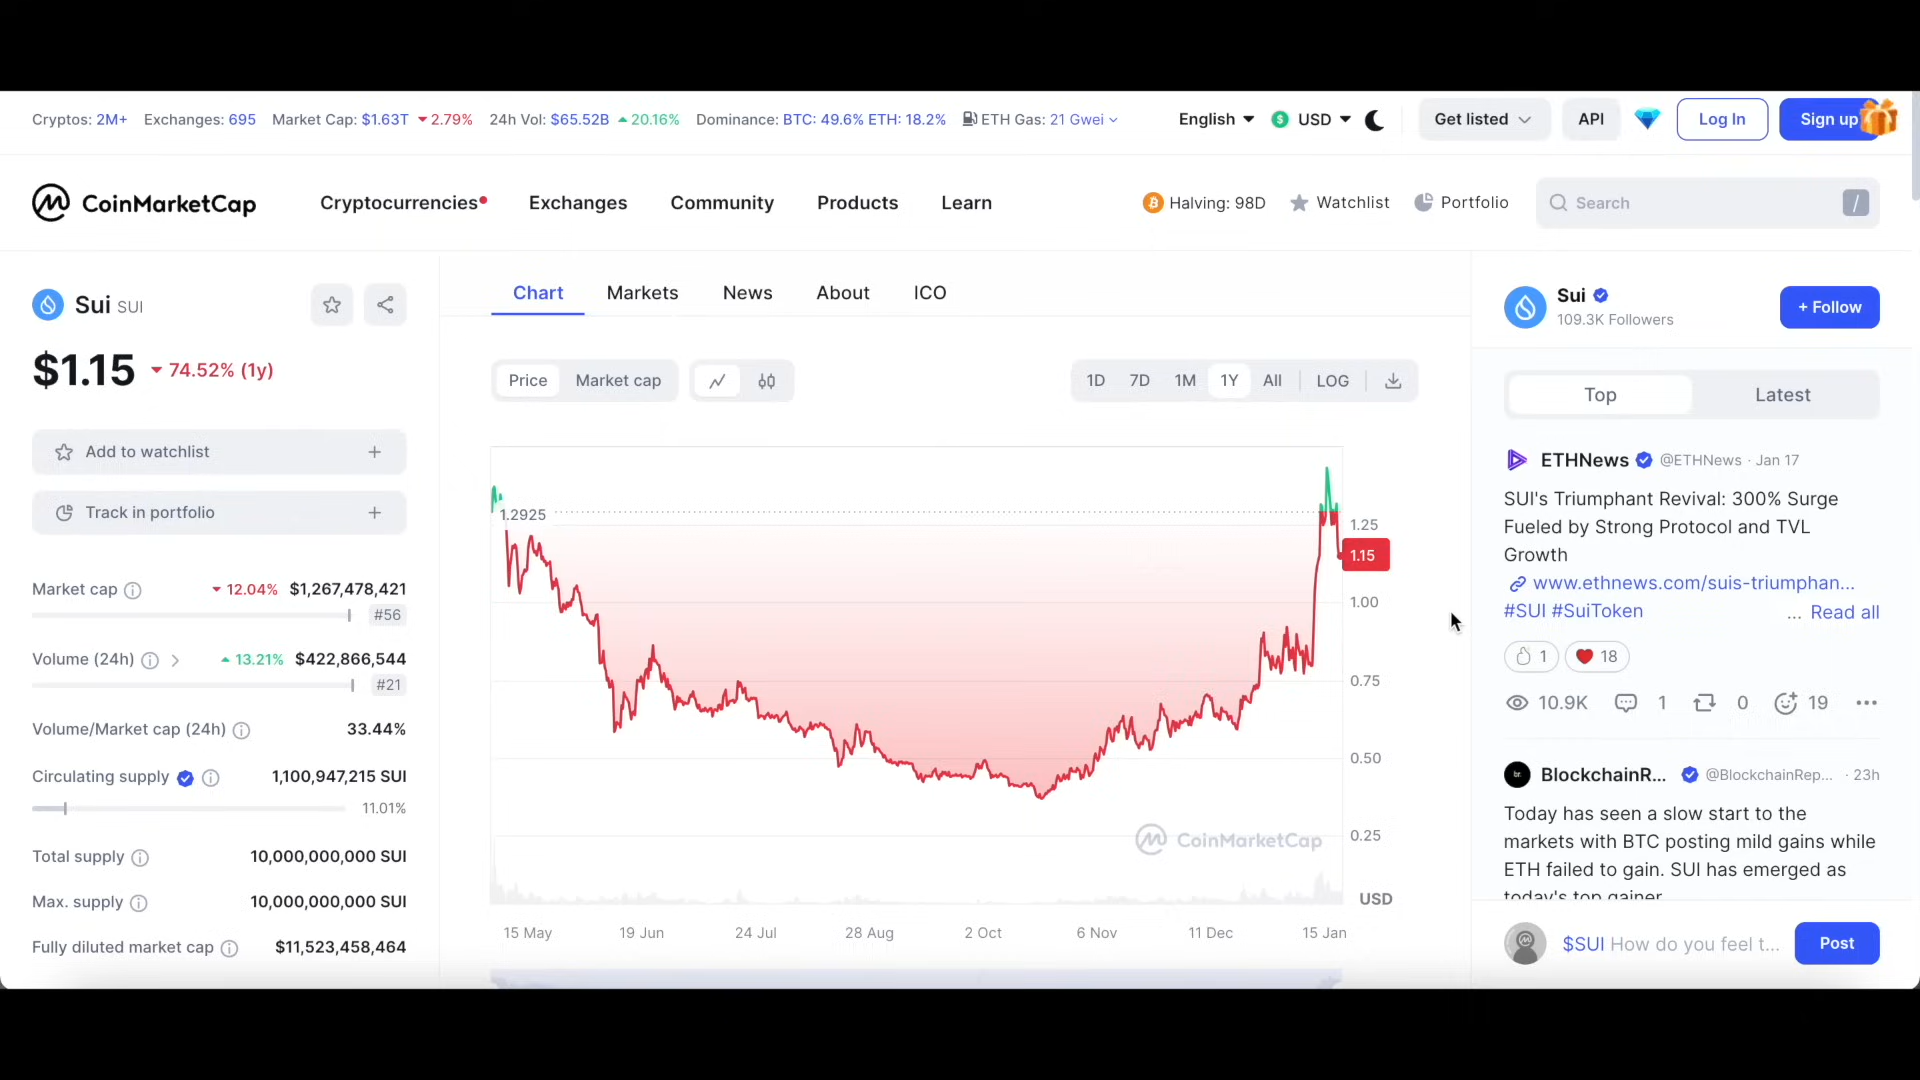 Cryptos: 2M+ Exchanges: 695 Market Cap: $1.63T 2.79% 24h Vol: $65.52B 20.16% Dominance: BTC: 49.6% ETH: 18.2% ETH Gas: 21 Gwei English USD Get listed API Log In Sign up
CoinMarketCap Cryptocurrencies Exchanges Community Products Learn Halving: 98D Watchlist Portfolio Search /
Sui SUI
$1.15 74.52% (1y)
Add to watchlist +
Track in portfolio +
Market cap 12.04% $1,267,478,421
#56
Volume (24h) 13.21% $422,866,544
#21
Volume/Market cap (24h) 33.44%
Circulating supply 1,100,947,215 SUI
11.01%
Total supply 10,000,000,000 SUI
Max. supply 10,000,000,000 SUI
Fully diluted market cap $11,523,458,464
Chart Markets News About ICO
Price Market cap 1D 7D 1M 1Y All LOG
1.2925
1.25
1.15
1.00
0.75
0.50
0.25
CoinMarketCap
USD
15 May 19 Jun 24 Jul 28 Aug 2 Oct 6 Nov 11 Dec 15 Jan
Sui
109.3K Followers
+ Follow
Top Latest
ETHNews @ETHNews · Jan 17
SUI's Triumphant Revival: 300% Surge
Fueled by Strong Protocol and TVL
Growth
www.ethnews.com/suis-triumphan...
#SUI #SuiToken ... Read all
1 18
10.9K 1 0 19
BlockchainR... @BlockchainRep... · 23h
Today has seen a slow start to the
markets with BTC posting mild gains while
ETH failed to gain. SUI has emerged as
today's top gainer
$SUI How do you feel t... Post